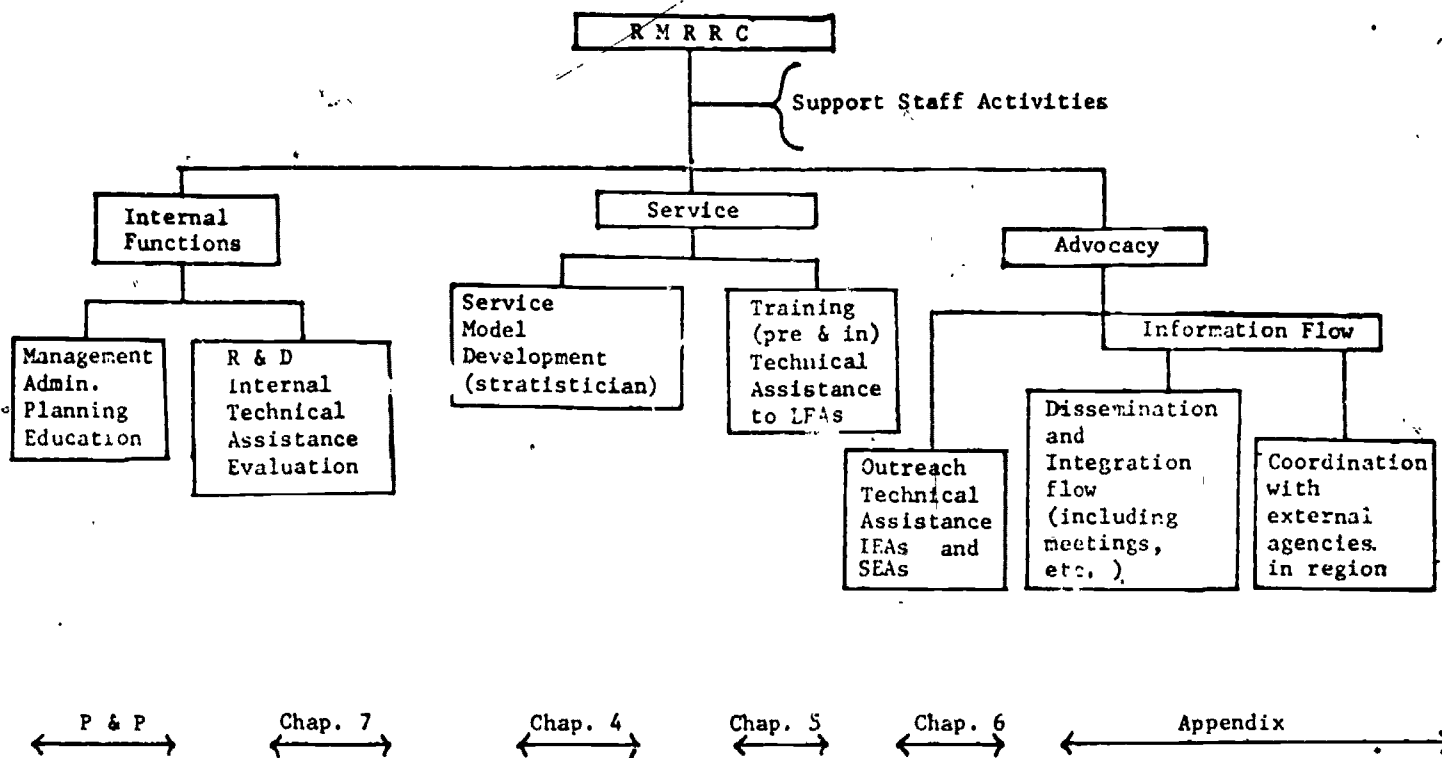 R M R R C
Support Staff Activities
Internal
Functions
Service
Advocacy
Information Flow
Management
Admin.
Planning
Education
R & D
Internal
Technical
Assistance
Evaluation
Service
Model
Development
(stratistician)
Training
(pre & in)
Technical
Assistance
to LEAs
Outreach
Technical
Assistance
IEAs and
SEAs
Dissemination
and
Integration
flow
(including
meetings,
etc. )
Coordination
with
external
agencies.
in region
P & P
Chap. 7
Chap. 4
Chap. 5
Chap. 6
Appendix